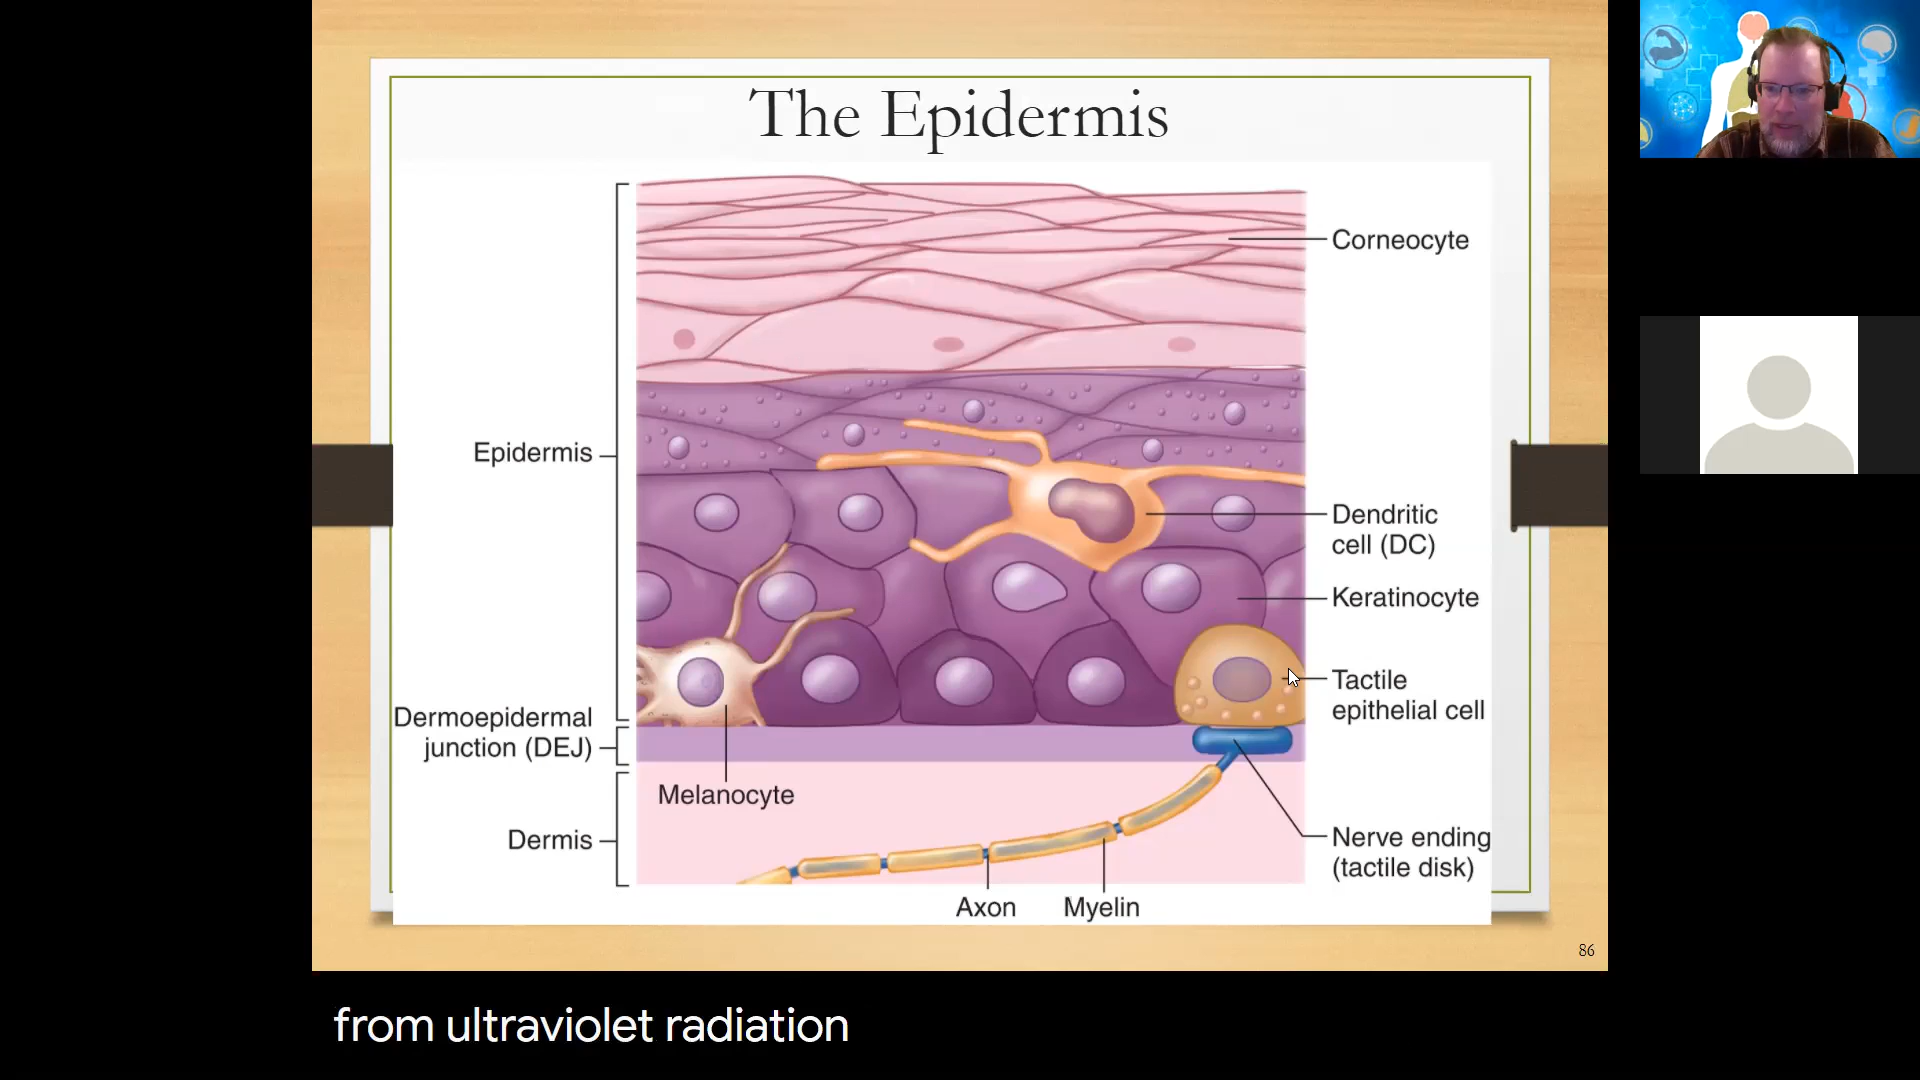 The Epidermis
Corneocyte
Epidermis
Dendritic
cell (DC)
Keratinocyte
Tactile
epithelial cell
Dermoepidermal
junction (DEJ)
Melanocyte
Dermis
Nerve ending
(tactile disk)
Axon
Myelin
86
from ultraviolet radiation